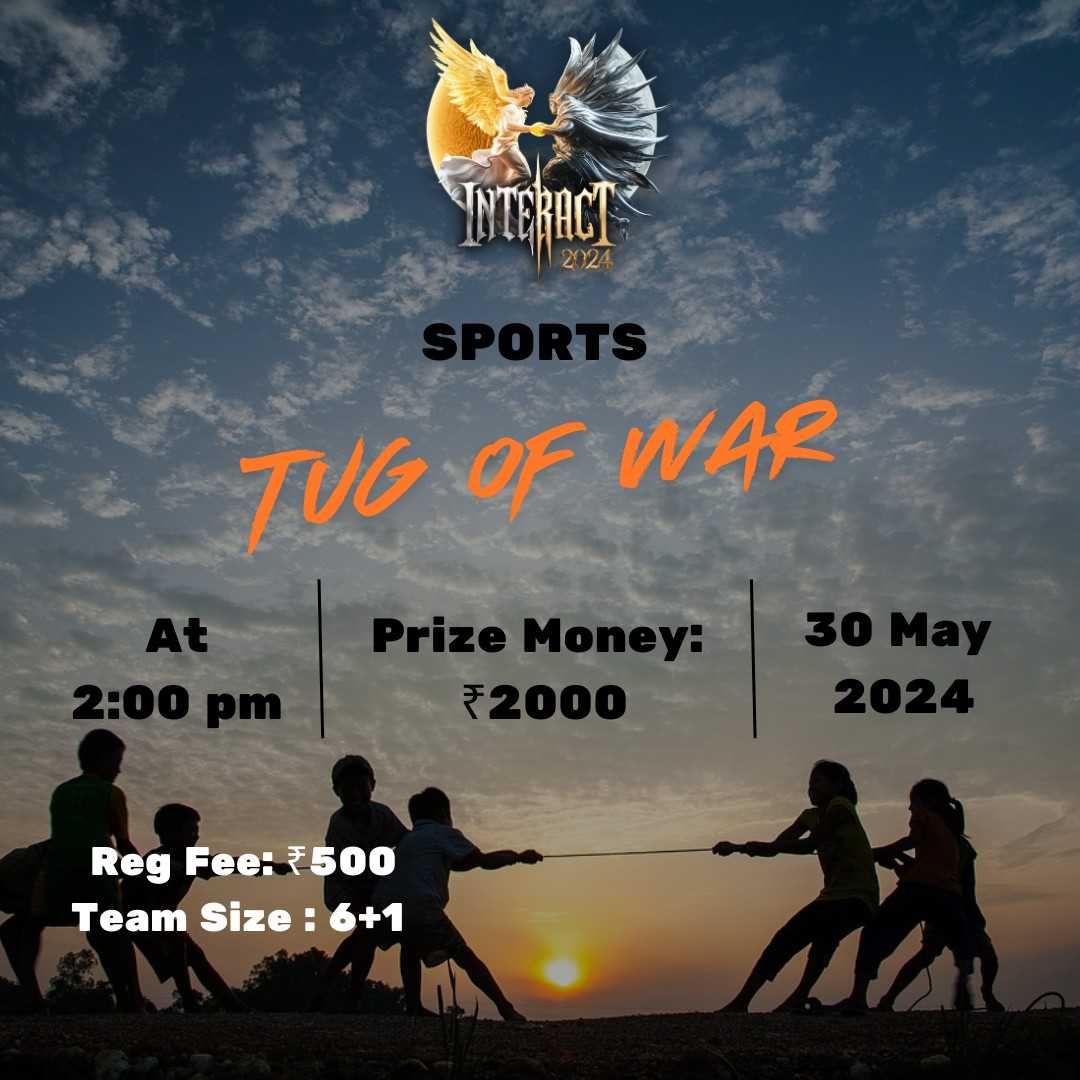 INTERACT
2024
SPORTS
TUG OF WAR
At
2:00 pm
Prize Money:
₹2000
30 May
2024
Reg Fee: ₹500
Team Size : 6+1